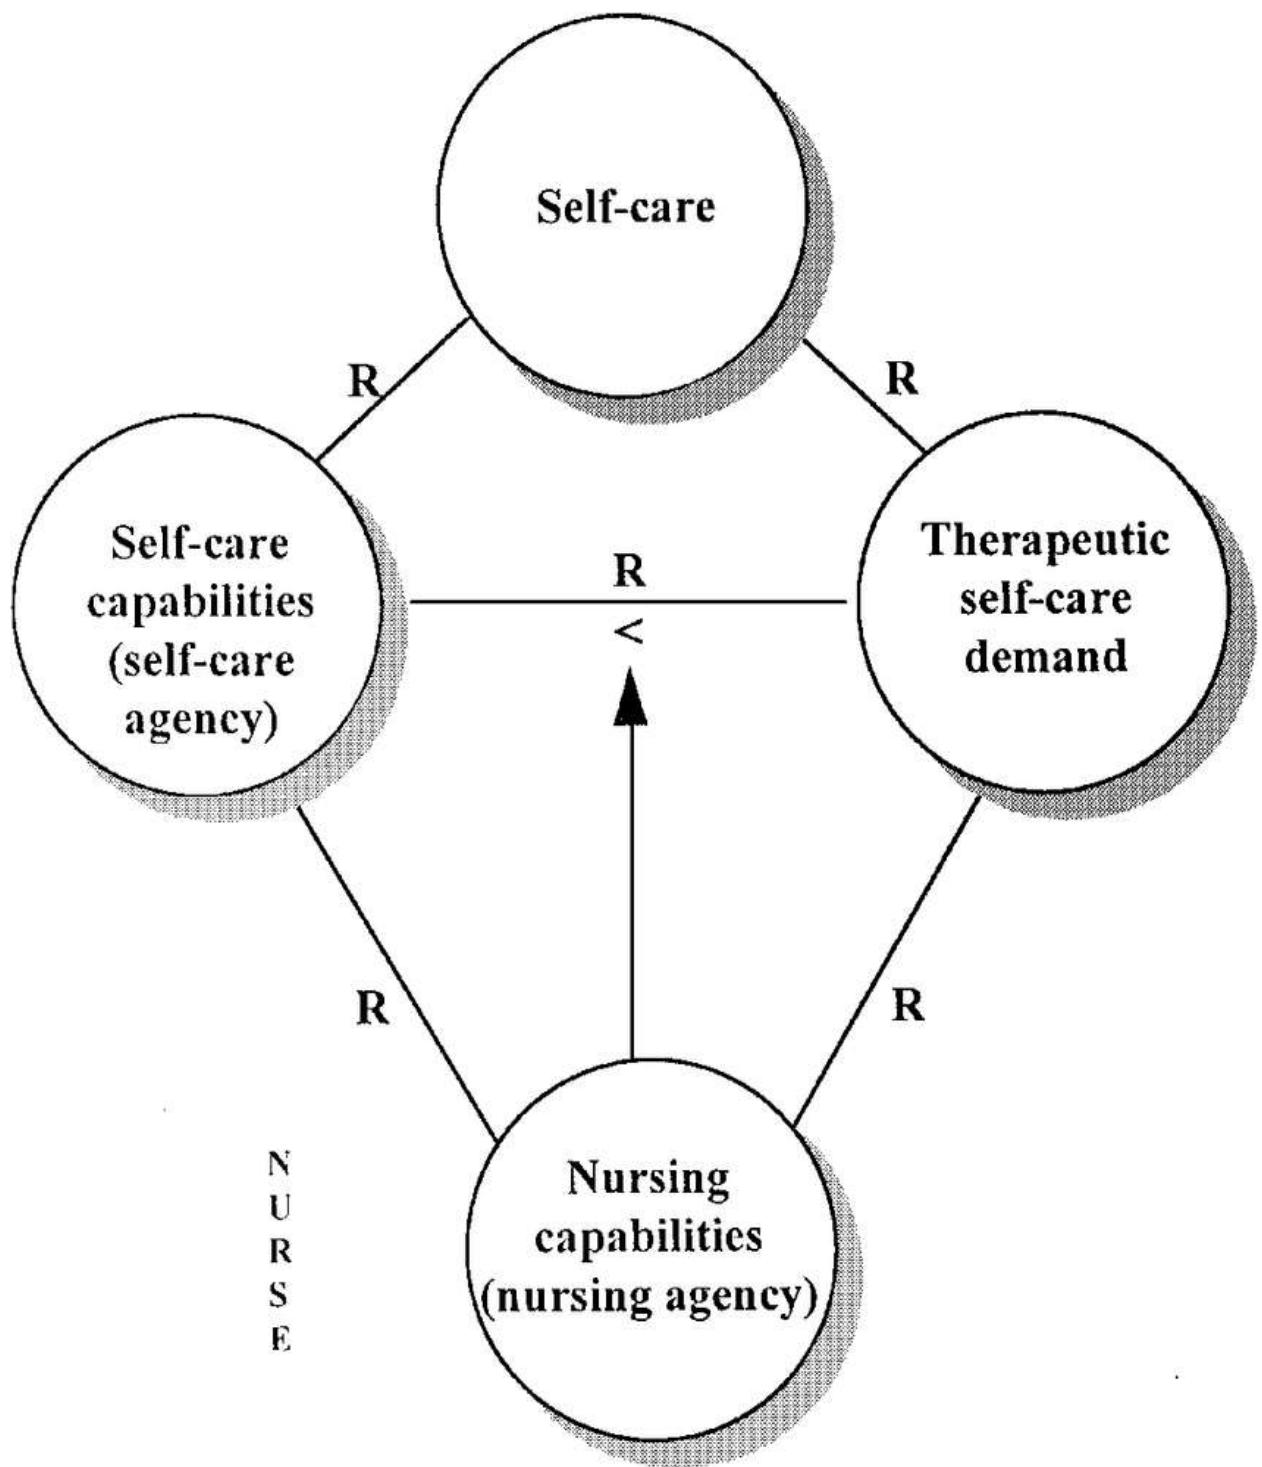 Self-care
R
R
Self-care
capabilities
(self-care
agency)
R
<
Therapeutic
self-care
demand
R
R
N
U
R
S
E
Nursing
capabilities
(nursing agency)